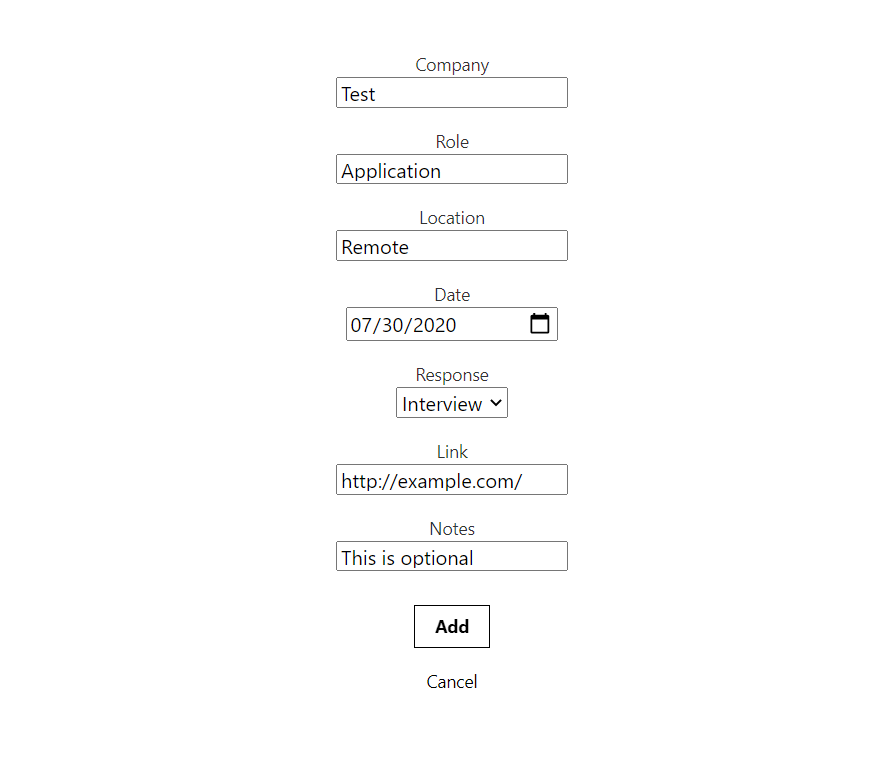 Company
Test
Role
Application
Location
Remote
Date
07/30/2020
Response
Interview
Link
http://example.com/
Notes
This is optional
Add
Cancel